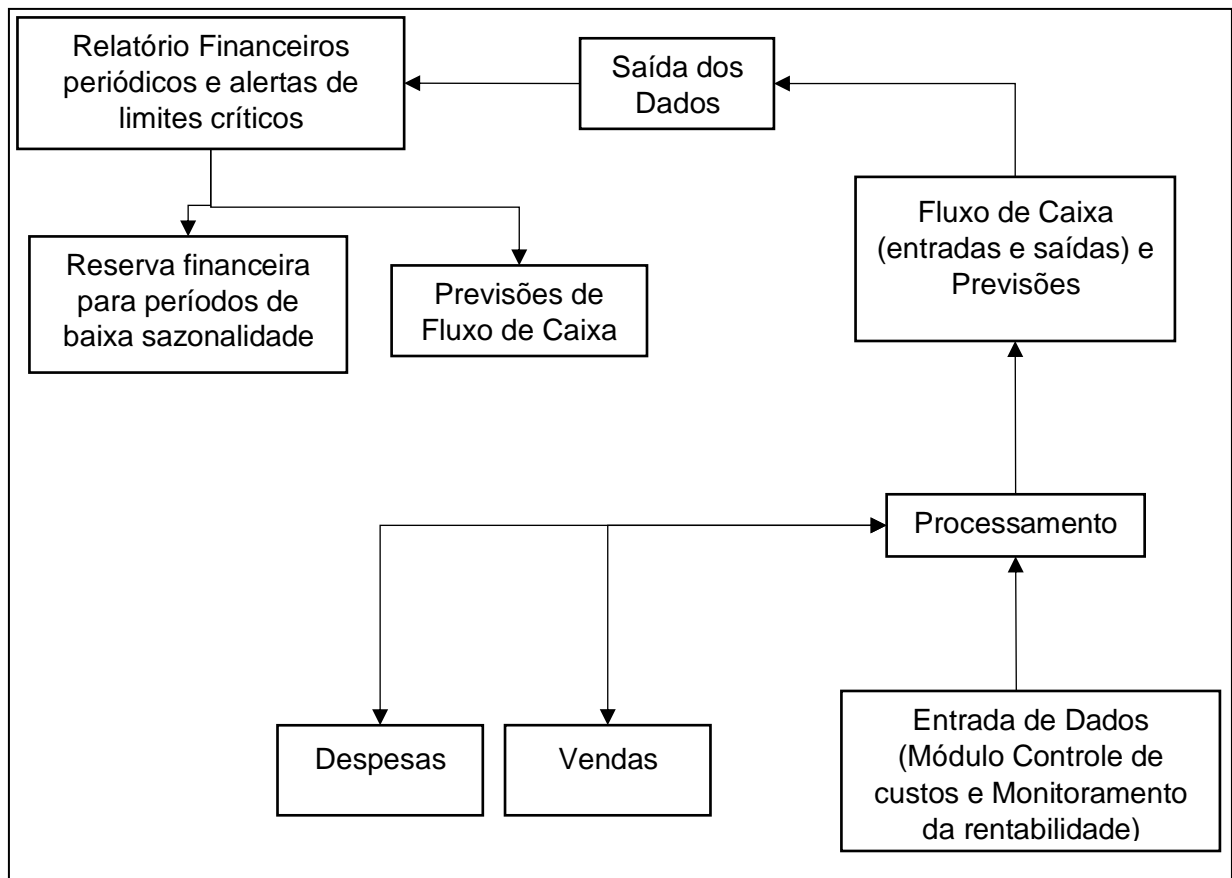 Relatório Financeiros
periódicos e alertas de
limites críticos
Saída dos
Dados
Fluxo de Caixa
(entradas e saídas) e
Previsões
Reserva financeira
para períodos de
baixa sazonalidade
Previsões de
Fluxo de Caixa
Processamento
Despesas
Vendas
Entrada de Dados
(Módulo Controle de
custos e Monitoramento
da rentabilidade)